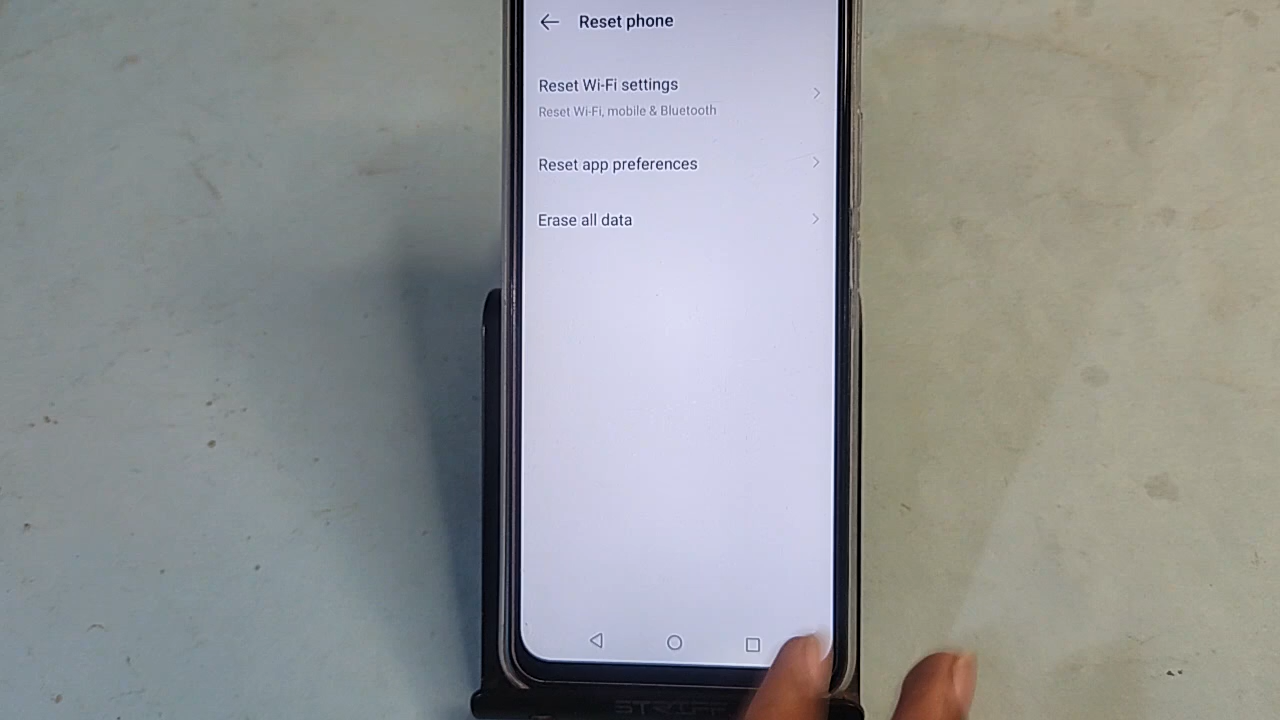 Reset phone
Reset Wi-Fi settings
Reset Wi-Fi, mobile & Bluetooth
Reset app preferences
Erase all data